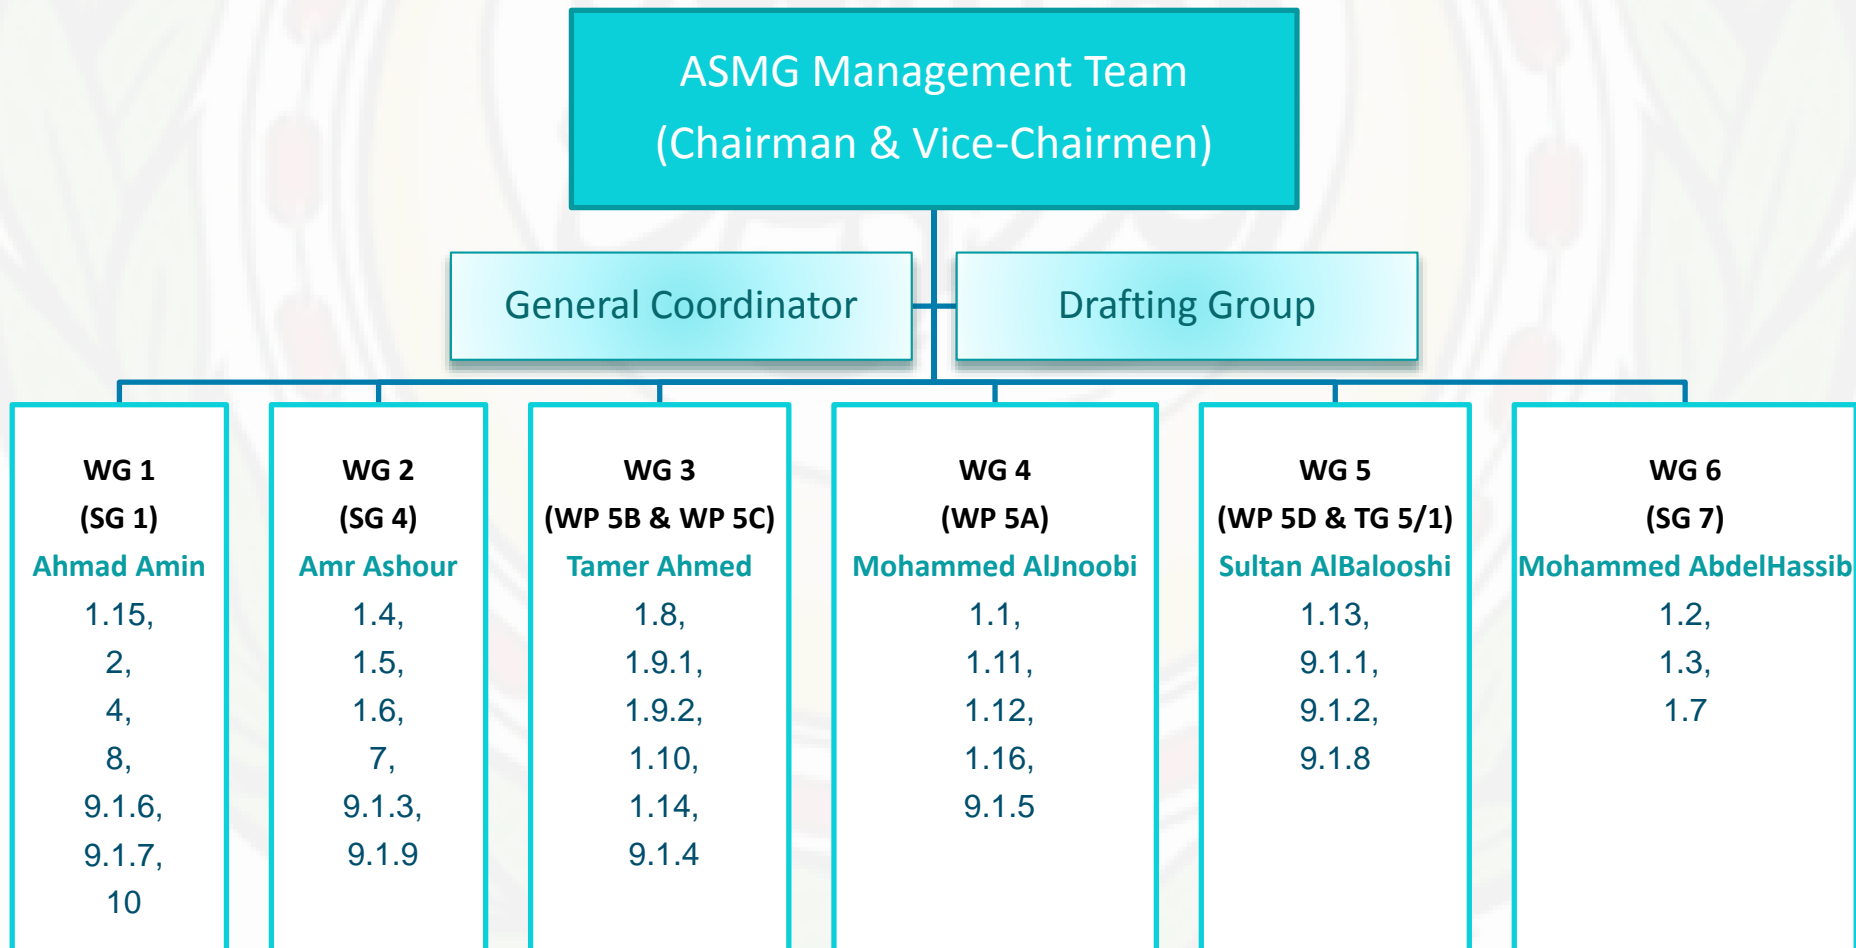 ASMG Management Team
(Chairman & Vice-Chairmen)
General Coordinator
Drafting Group
WG 1
(SG 1)
Ahmad Amin
1.15,
2,
4,
8,
9.1.6,
9.1.7,
10
WG 2
(SG 4)
Amr Ashour
1.4,
1.5,
1.6,
7,
9.1.3,
9.1.9
WG 3
(WP 5B & WP 5C)
Tamer Ahmed
1.8,
1.9.1,
1.9.2,
1.10,
1.14,
9.1.4
WG 4
(WP 5A)
Mohammed AlJnoobi
1.1,
1.11,
1.12,
1.16,
9.1.5
WG 5
(WP 5D & TG 5/1)
Sultan AlBalooshi
1.13,
9.1.1,
9.1.2,
9.1.8
WG 6
(SG 7)
Mohammed AbdelHassib
1.2,
1.3,
1.7